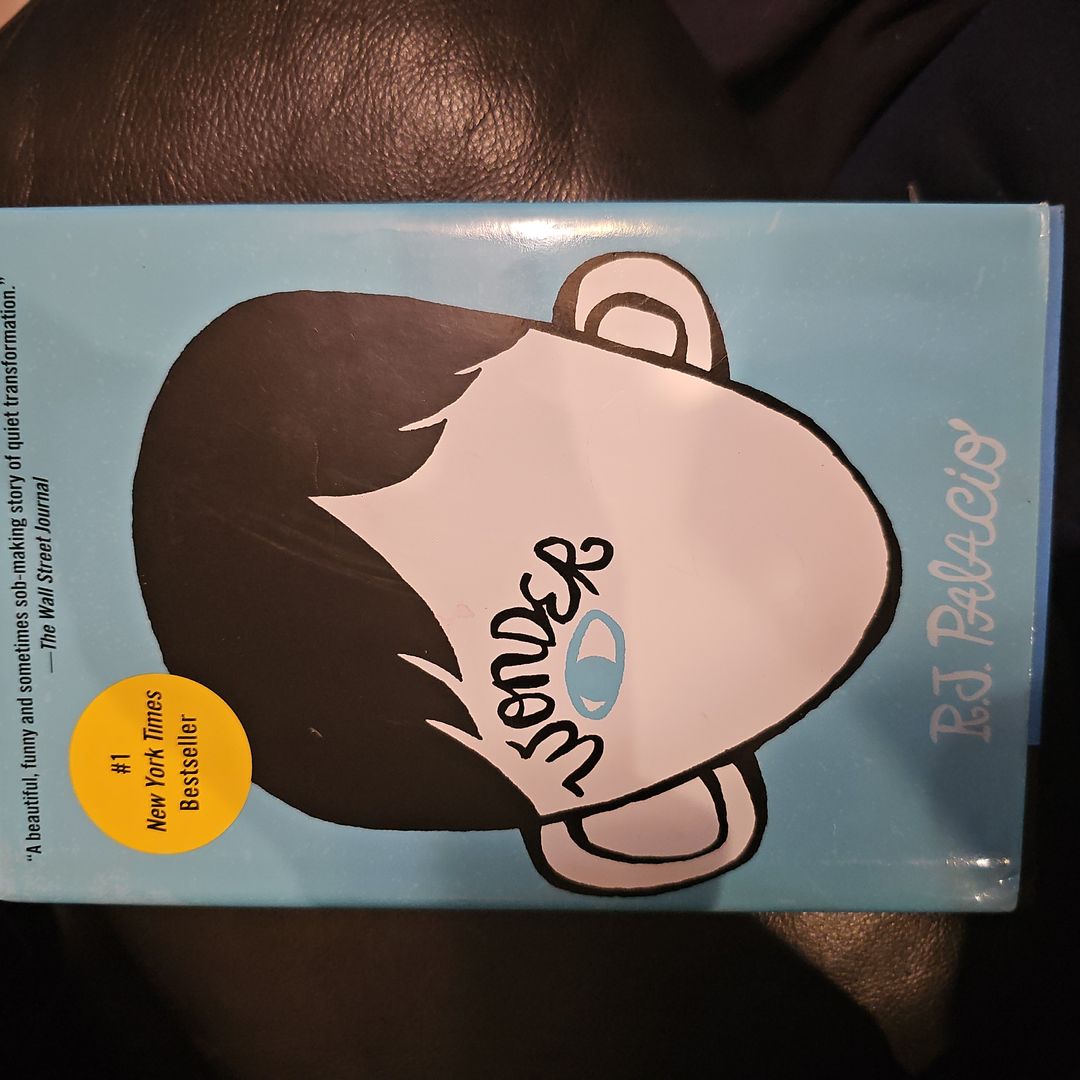 “A beautiful, funny and sometimes sob-making story of quiet transformation.”
—The Wall Street Journal
#1
New York Times
Bestseller
WONDER
R.J. PALACIO